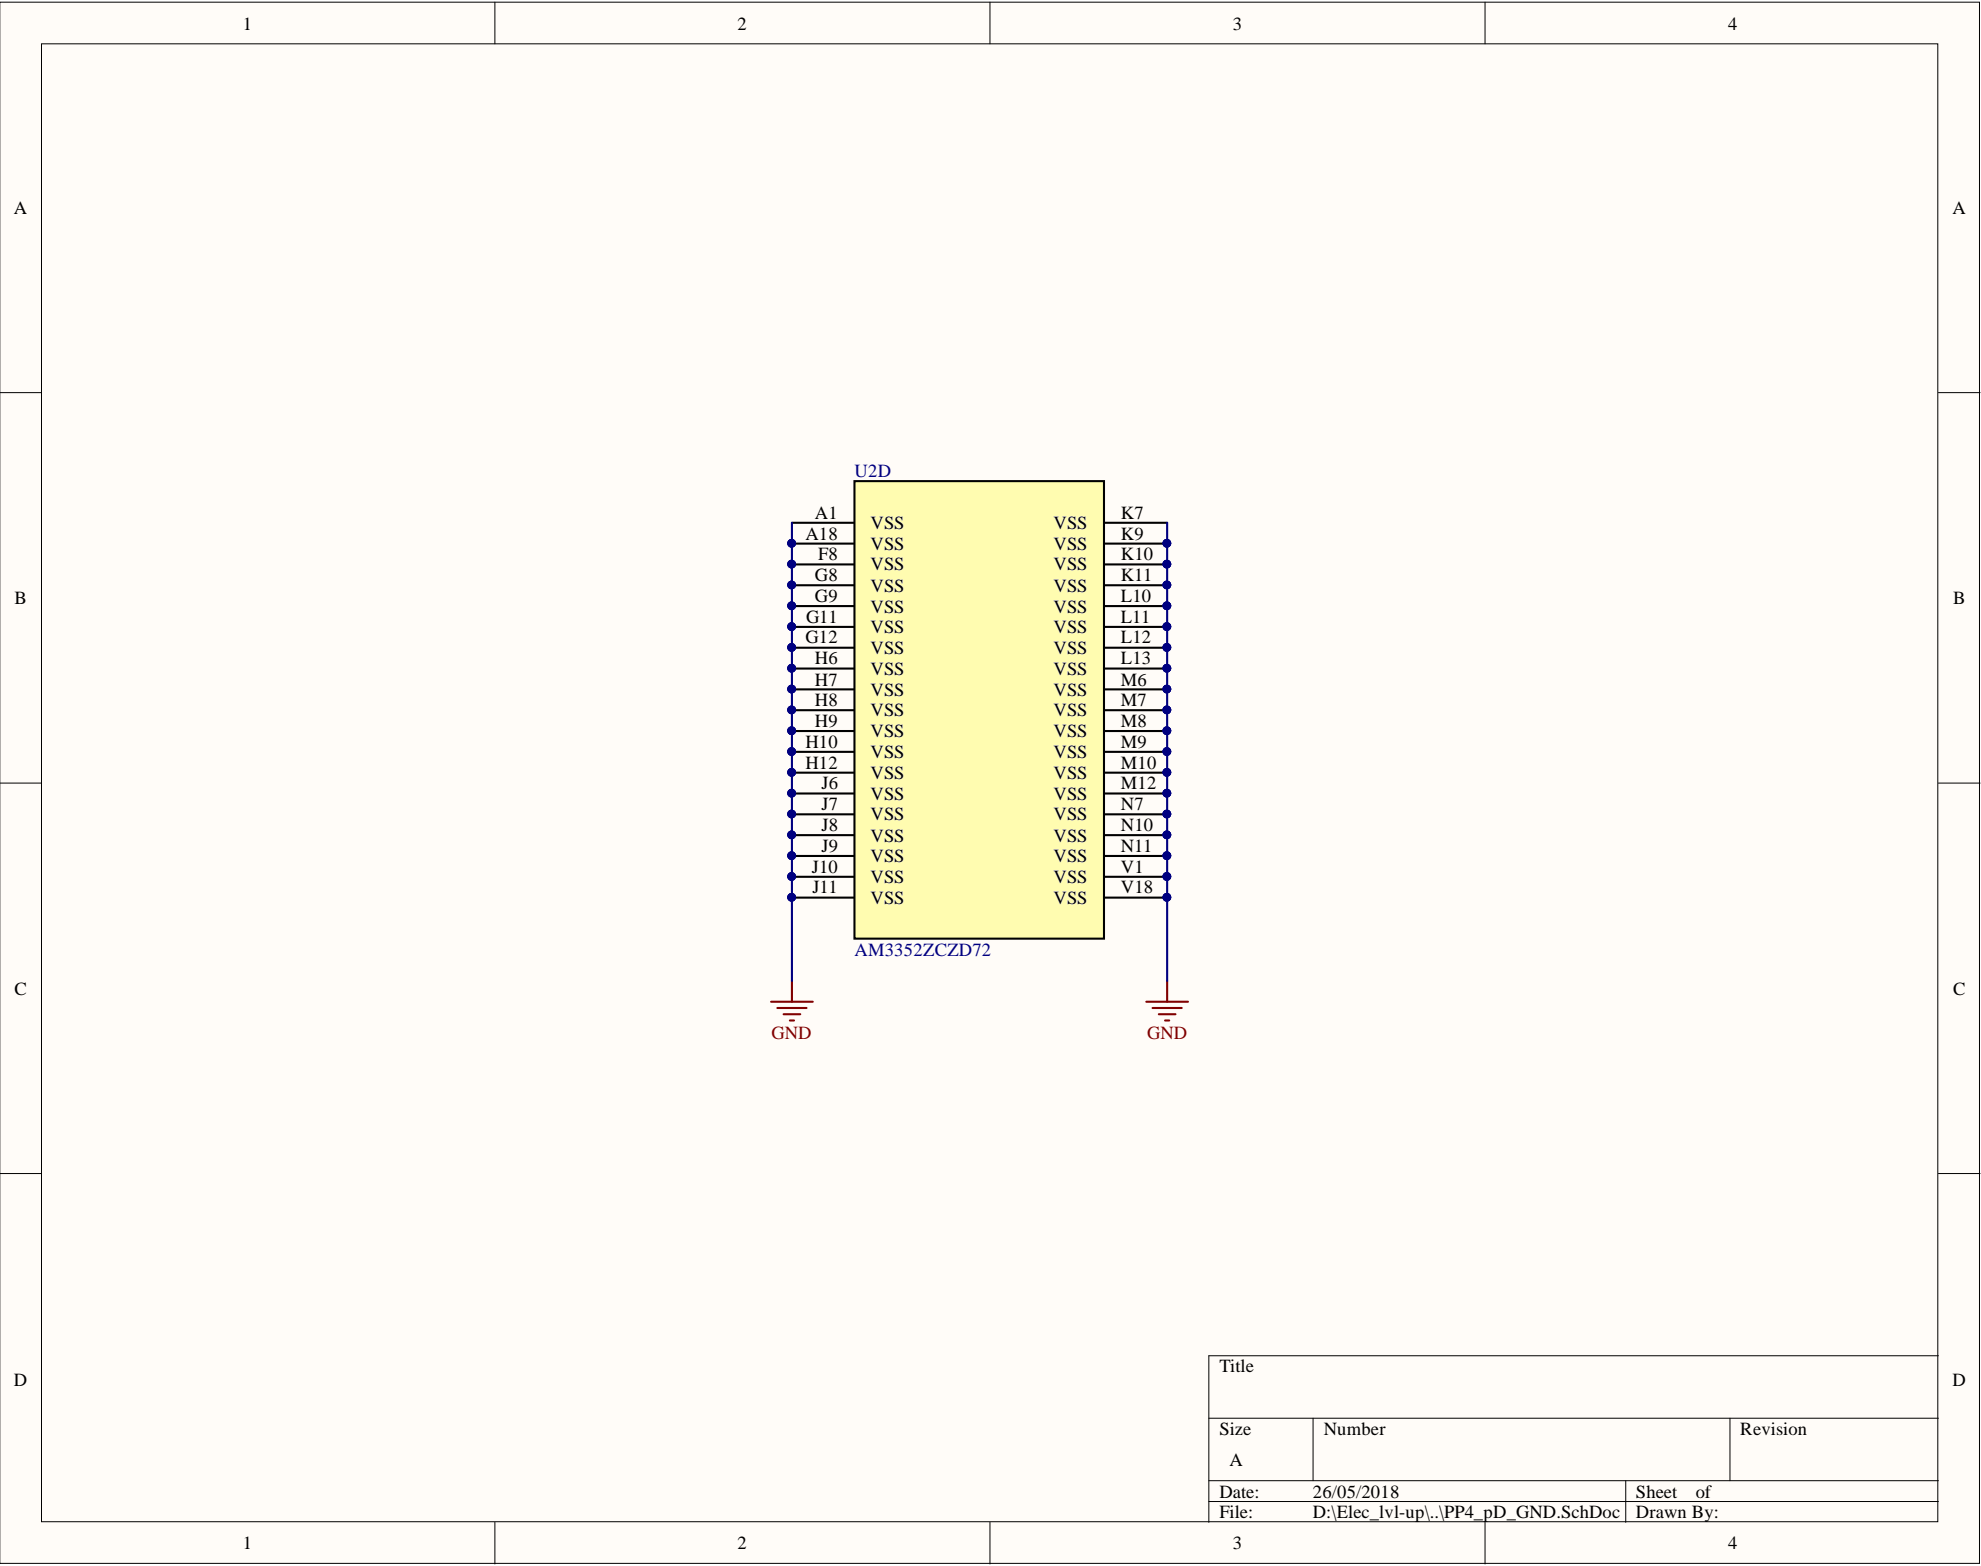 1 2 3 4
A A
U2D
A1 VSS VSS K7
A18 VSS VSS K9
F8 VSS VSS K10
G8 VSS VSS K11
G9 VSS VSS L10
B B
G11 VSS VSS L11
G12 VSS VSS L12
H6 VSS VSS L13
H7 VSS VSS M6
H8 VSS VSS M7
H9 VSS VSS M8
H10 VSS VSS M9
H12 VSS VSS M10
J6 VSS VSS M12
J7 VSS VSS N7
J8 VSS VSS N10
J9 VSS VSS N11
J10 VSS VSS V1
J11 VSS VSS V18
AM3352ZCZD72
C C
GND GND
Title
D D
Size Number Revision
A
Date: 26/05/2018 Sheet of
File: D:\Elec_lvl-up\..\PP4_pD_GND.SchDoc Drawn By:
1 2 3 4